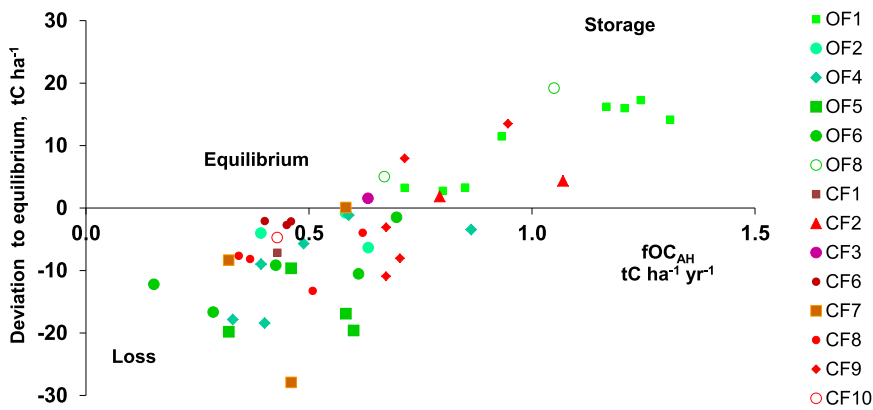 Deviation to equilibrium, tC ha⁻¹
30
20
10
0
-10
-20
-30
0.0
0.5
1.0
1.5
Storage
Equilibrium
Loss
fOC_AH
tC ha⁻¹ yr⁻¹
OF1
OF2
OF4
OF5
OF6
OF8
CF1
CF2
CF3
CF6
CF7
CF8
CF9
CF10